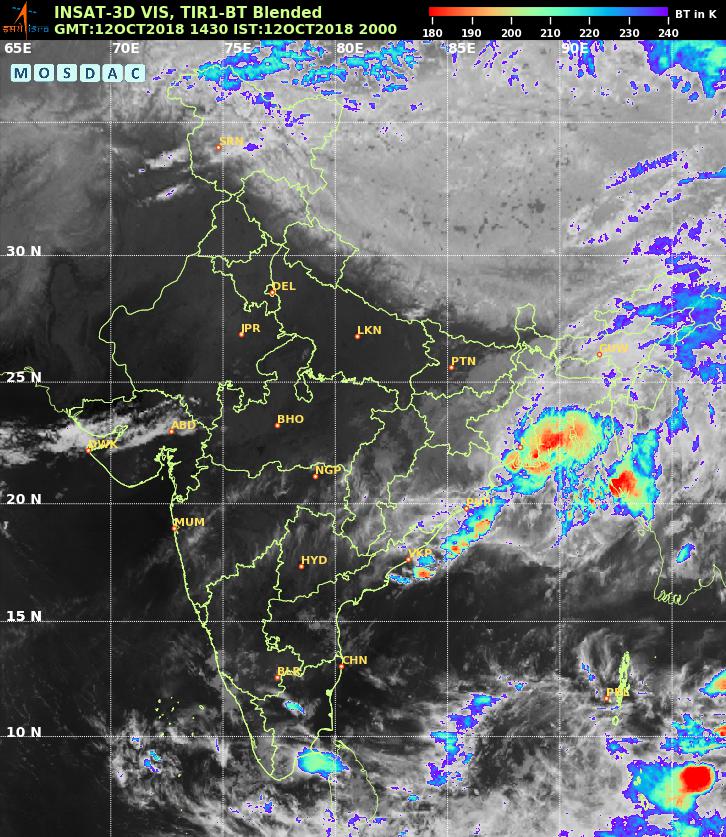 INSAT-3D VIS, TIR1-BT Blended
GMT:12OCT2018 1430 IST:12OCT2018 2000
BT in K
180 190 200 210 220 230 240
65E 70E 75E 80E 85E 90E
MOSDAC
SRN
30 N
DEL
JPR LKN
GUW
PTN
25 N
BHO
ABD
DWK
NGP
20 N
MUM
VKP
HYD
15 N
CHN
BLR
10 N